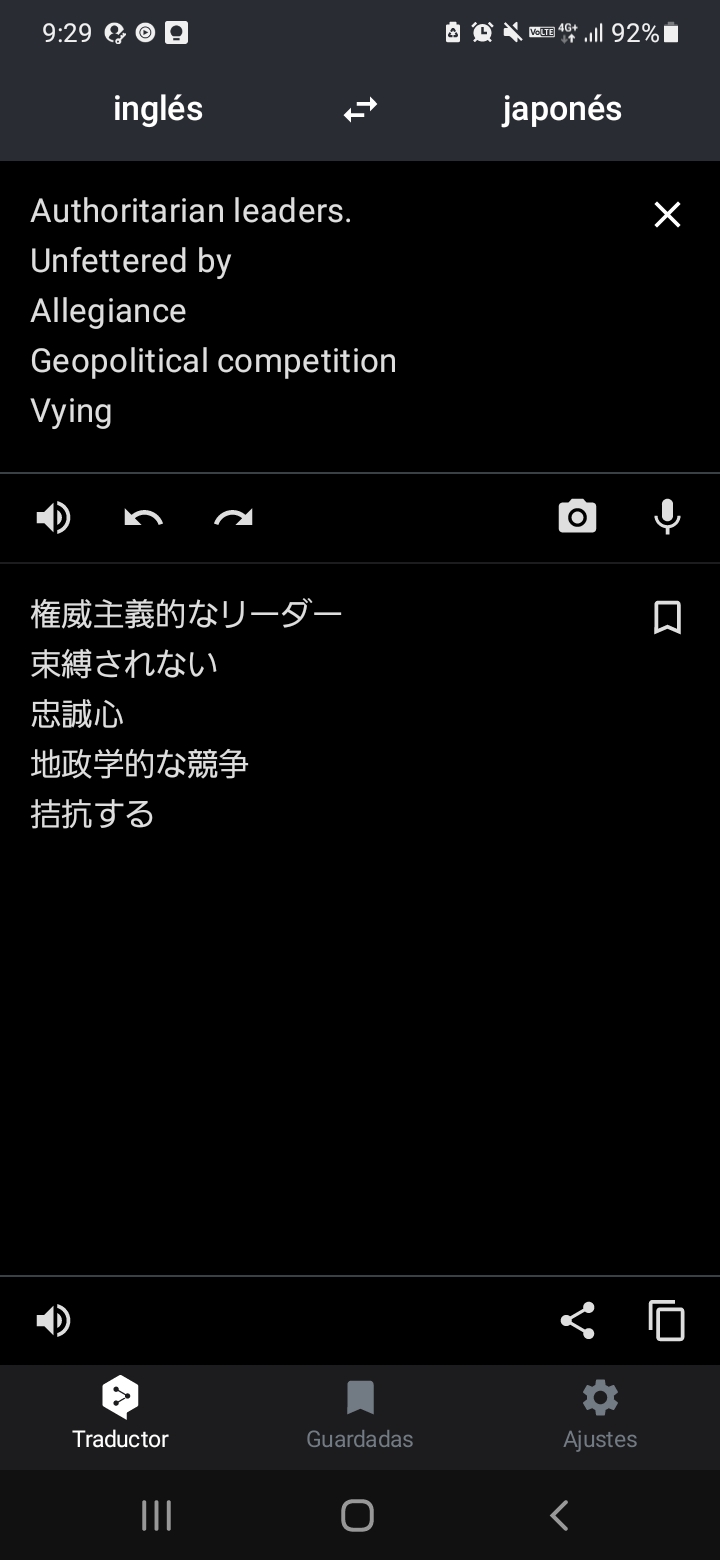 9:29 VoLTE 4G+ 92%
inglés japonés
Authoritarian leaders.
Unfettered by
Allegiance
Geopolitical competition
Vying
権威主義的なリーダー
束縛されない
忠誠心
地政学的な競争
拮抗する
Traductor Guardadas Ajustes